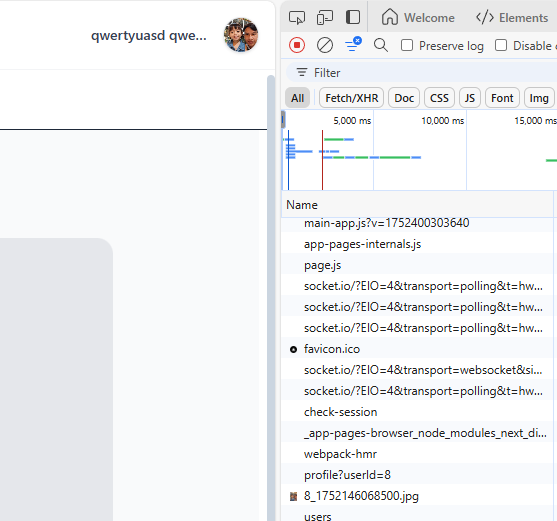 qwertyuasd qwe...
Welcome
Elements
Preserve log
Disable
Filter
All
Fetch/XHR
Doc
CSS
JS
Font
Img
5,000 ms
10,000 ms
15,000 ms
Name
main-app.js?v=1752400303640
app-pages-internals.js
page.js
socket.io/?EIO=4&transport=polling&t=hw...
socket.io/?EIO=4&transport=polling&t=hw...
socket.io/?EIO=4&transport=polling&t=hw...
favicon.ico
socket.io/?EIO=4&transport=websocket&si...
socket.io/?EIO=4&transport=polling&t=hw...
check-session
_app-pages-browser_node_modules_next_di...
webpack-hmr
profile?userId=8
8_1752146068500.jpg
users